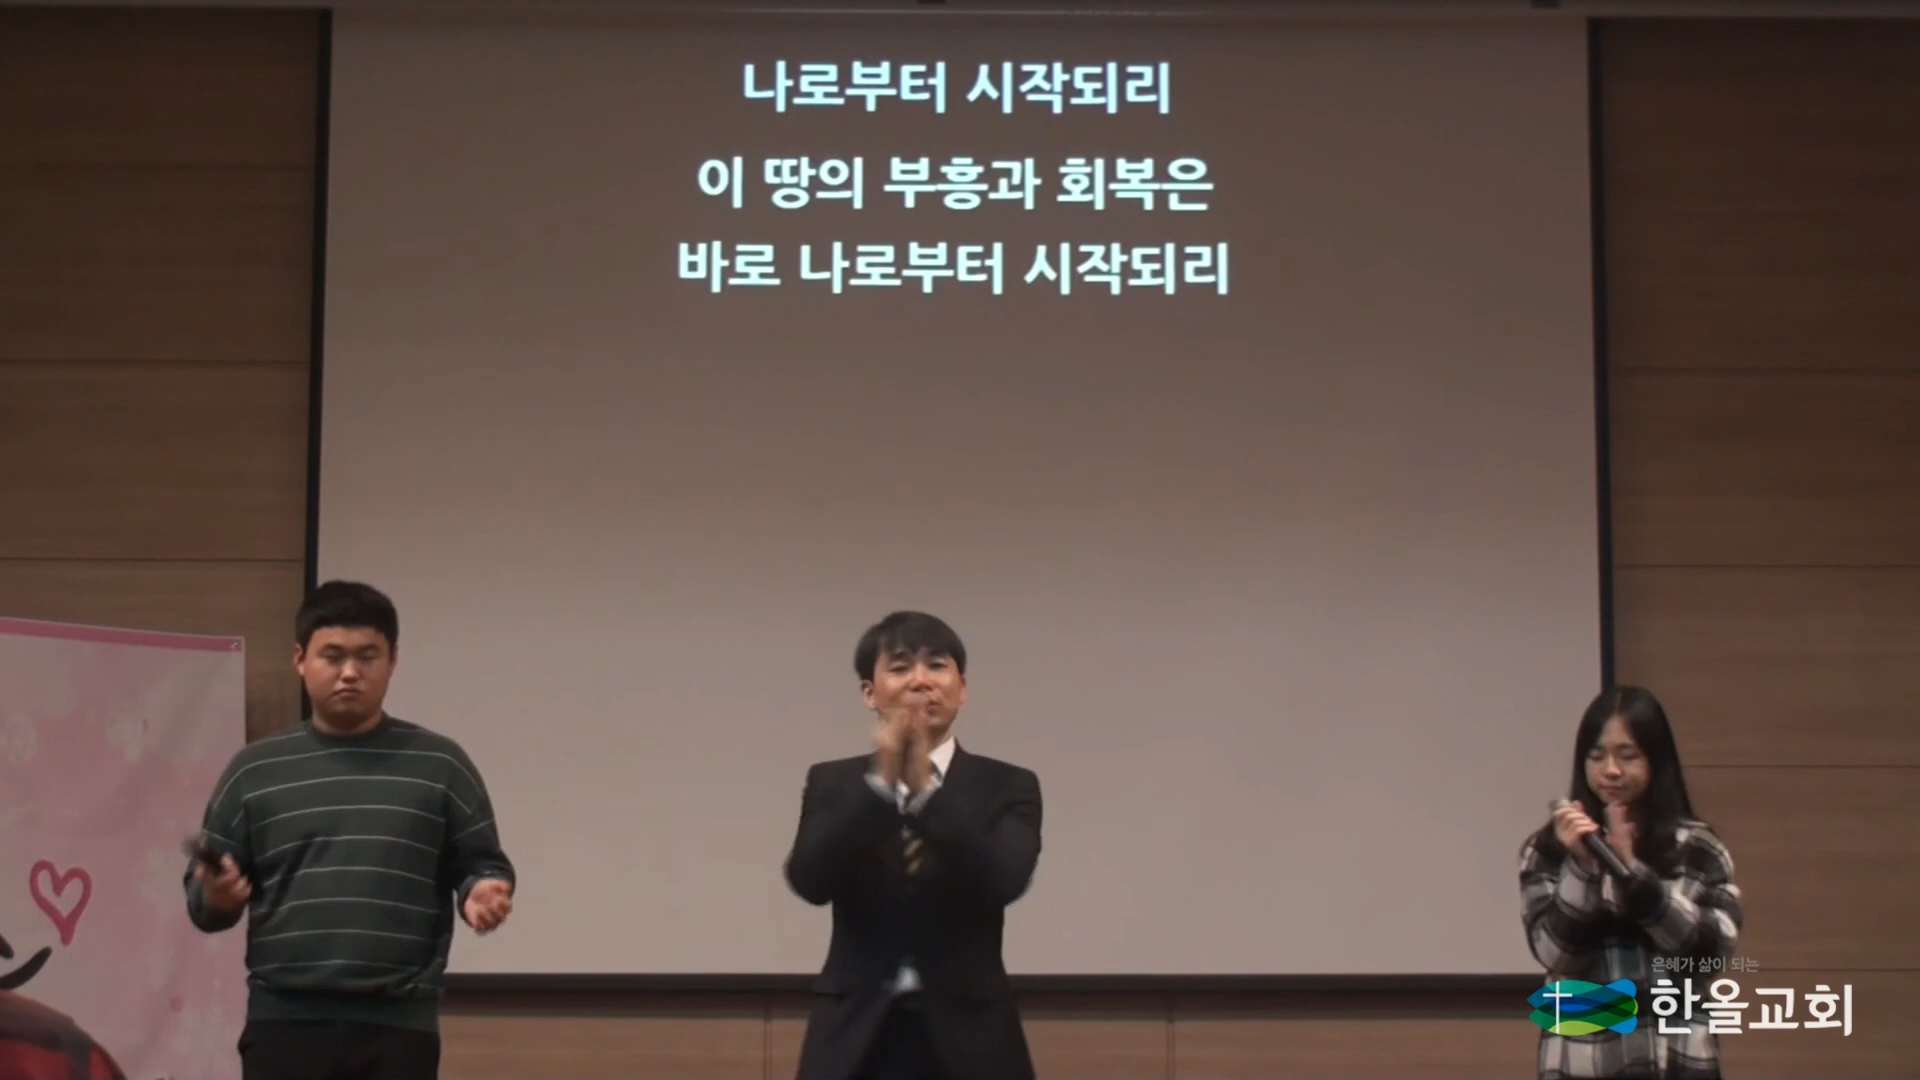 나로부터 시작되리
이 땅의 부흥과 회복은
바로 나로부터 시작되리
은혜가 삶이 되는
한올교회